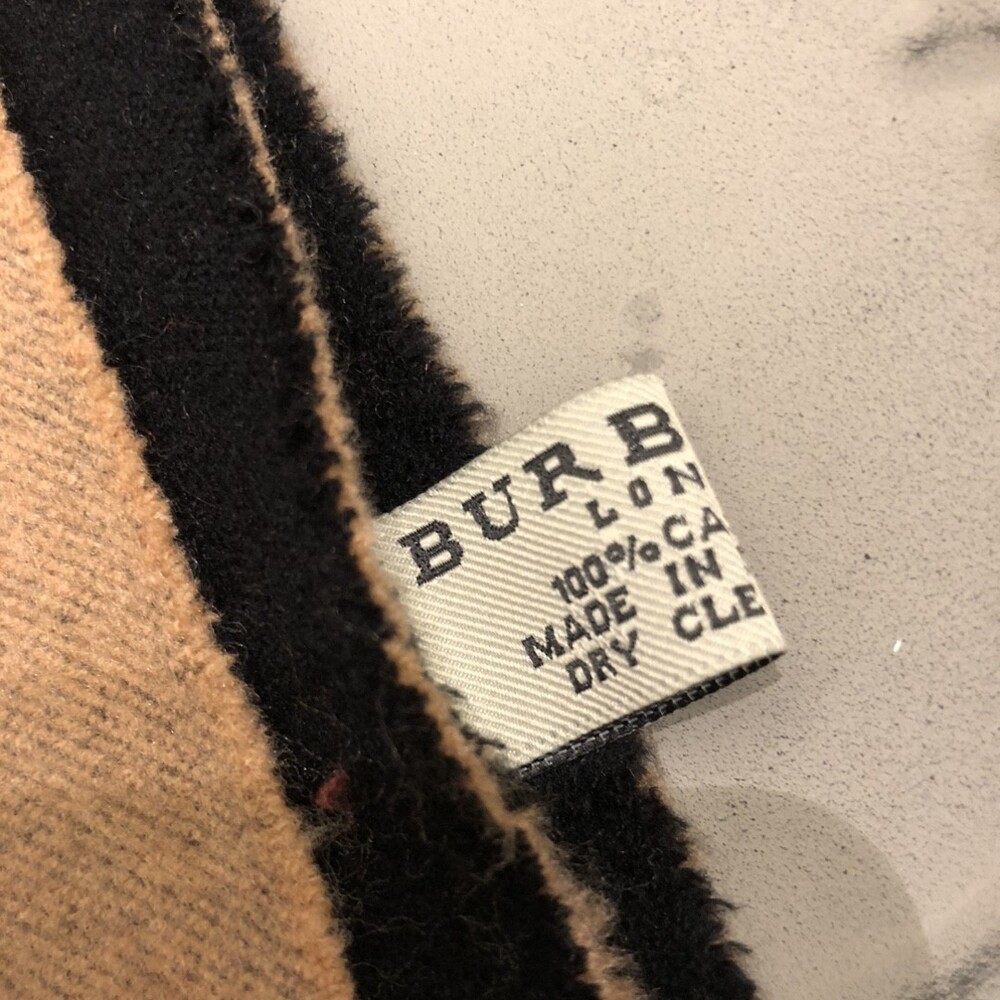 BURB
LON
100% CA
MADE IN
DRY CLE